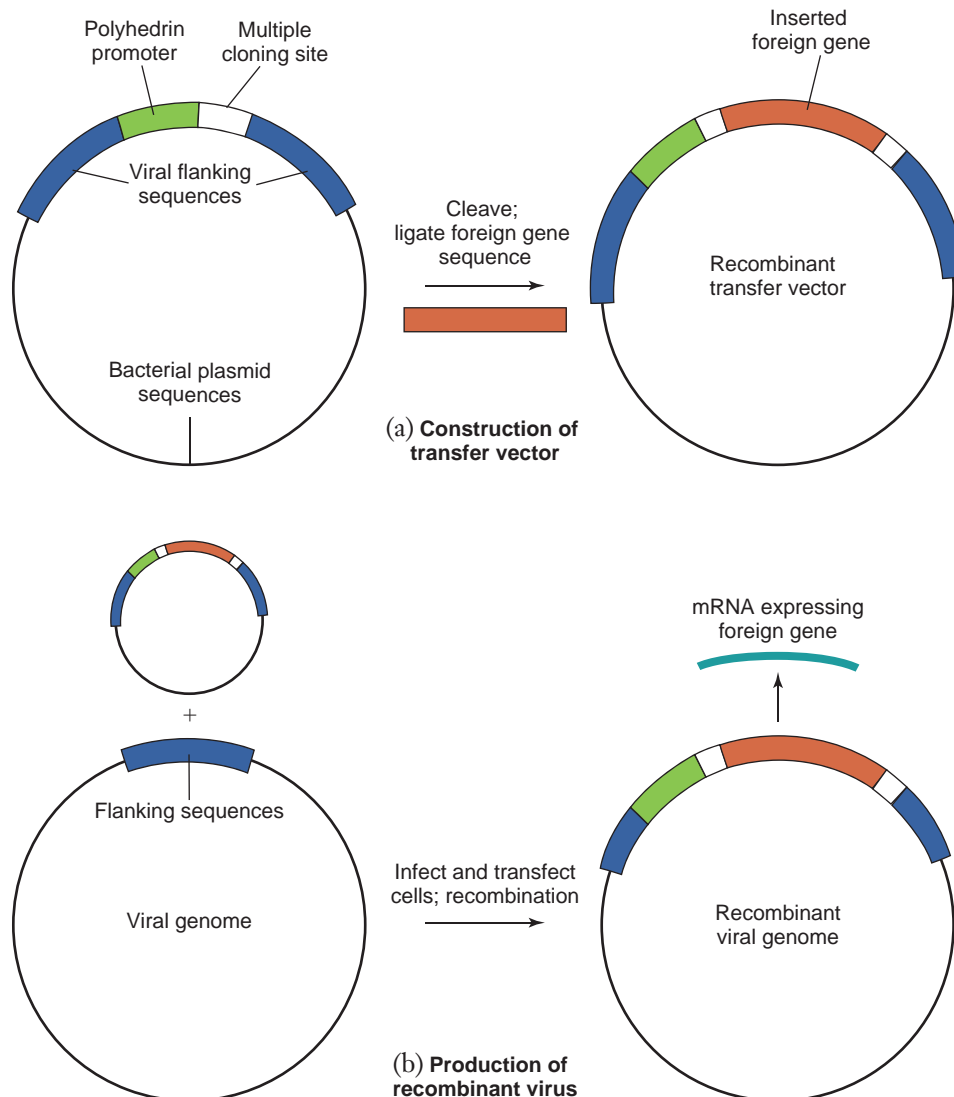 Polyhedrin
promoter
Multiple
cloning site
Inserted
foreign gene
Viral flanking
sequences
Cleave;
ligate foreign gene
sequence
Recombinant
transfer vector
Bacterial plasmid
sequences
(a) Construction of
transfer vector
mRNA expressing
foreign gene
+
Flanking sequences
Infect and transfect
cells; recombination
Viral genome
Recombinant
viral genome
(b) Production of
recombinant virus